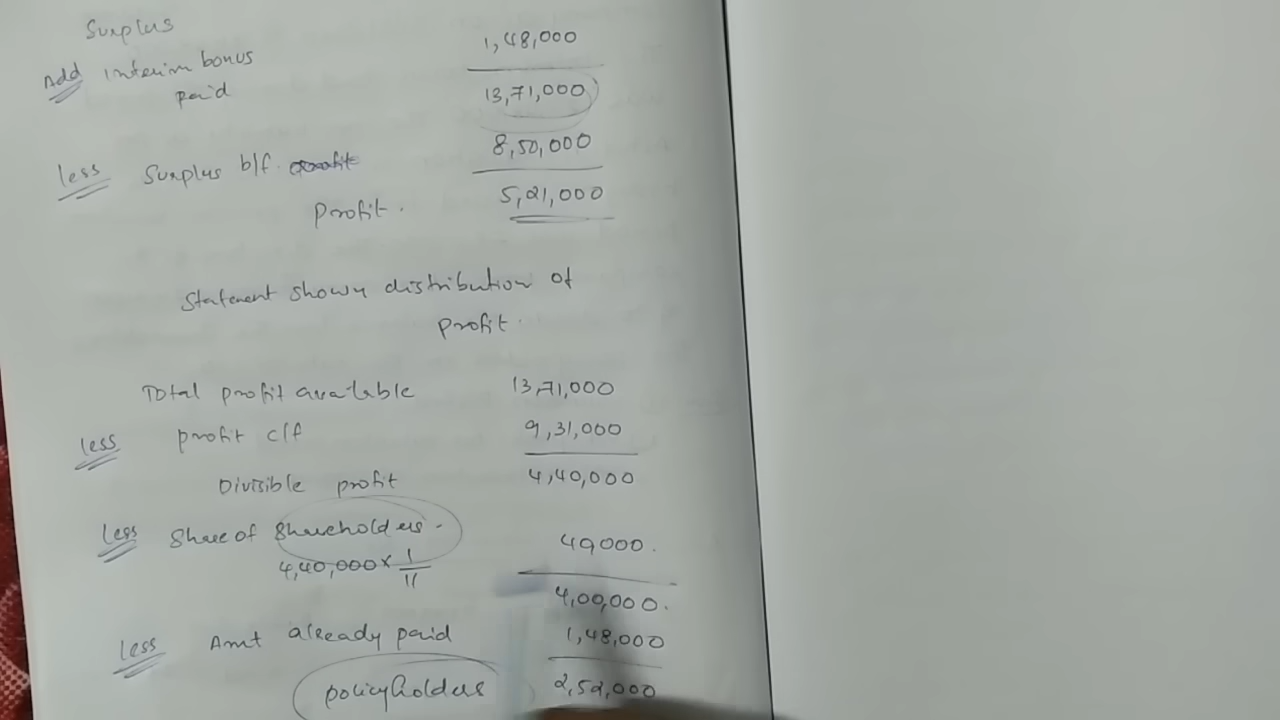 Surplus
1,48,000
Add interim bonus
paid
13,71,000
8,50,000
less Surplus b/f
profit. 5,21,000
Statement shown distribution of
profit.
Total profit available 13,71,000
less profit c/f 9,31,000
Divisible profit 4,40,000
Less Share of Shareholders. 40000.
4,40,000 x 1/11
4,00,000.
less Amt already paid 1,48,000
policyholders 2,52,000